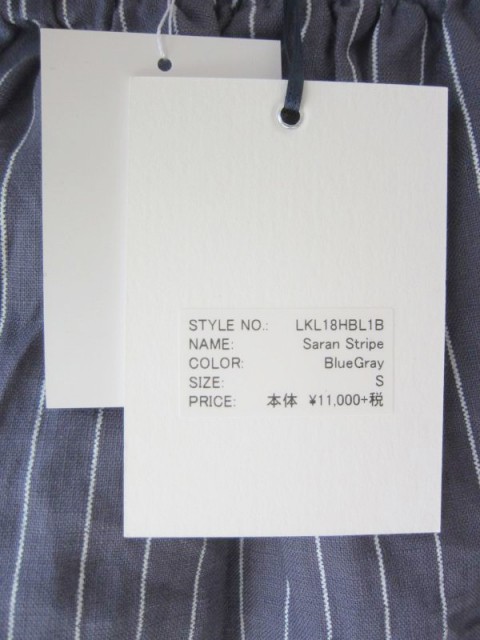 STYLE NO.: LKL18HBL1B
NAME: Saran Stripe
COLOR: BlueGray
SIZE: S
PRICE: 本体 ¥11,000+税